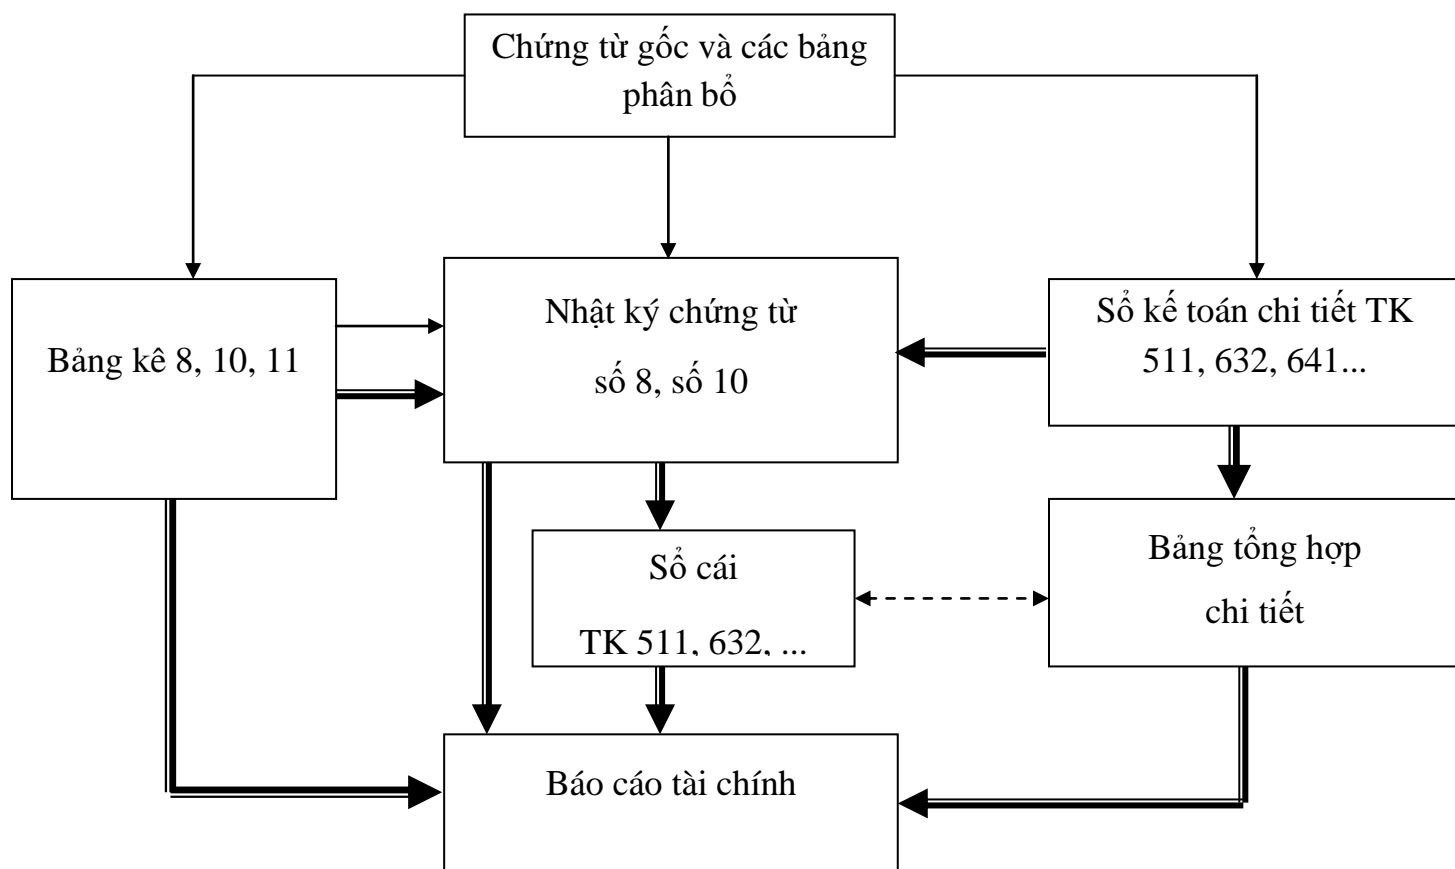 Chứng từ gốc và các bảng
phân bổ
Bảng kê 8, 10, 11
Nhật ký chứng từ
số 8, số 10
Sổ kế toán chi tiết TK
511, 632, 641...
Sổ cái
TK 511, 632, ...
Bảng tổng hợp
chi tiết
Báo cáo tài chính